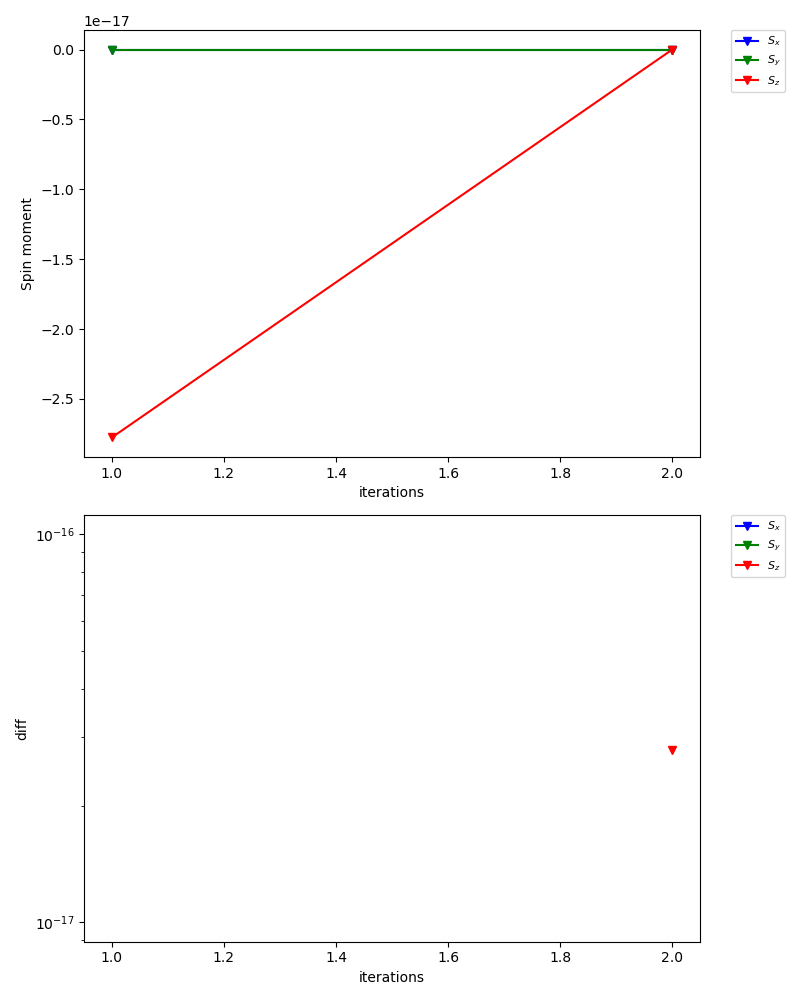 1e−17
0.0
−0.5
−1.0
−1.5
−2.0
−2.5
Spin moment
1.0 1.2 1.4 1.6 1.8 2.0
iterations
S_x
S_y
S_z
10^{−16}
10^{−17}
diff
1.0 1.2 1.4 1.6 1.8 2.0
iterations
S_x
S_y
S_z